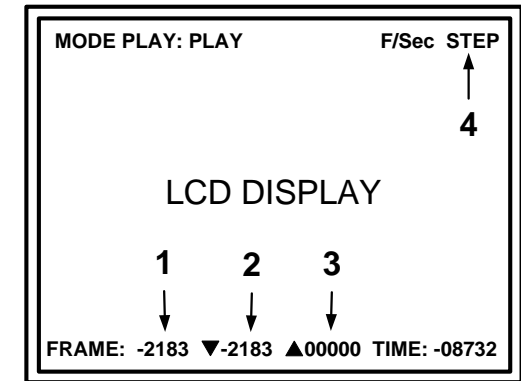 MODE PLAY: PLAY F/Sec STEP
4
LCD DISPLAY
1 2 3
FRAME: -2183 ▼-2183 ▲00000 TIME: -08732